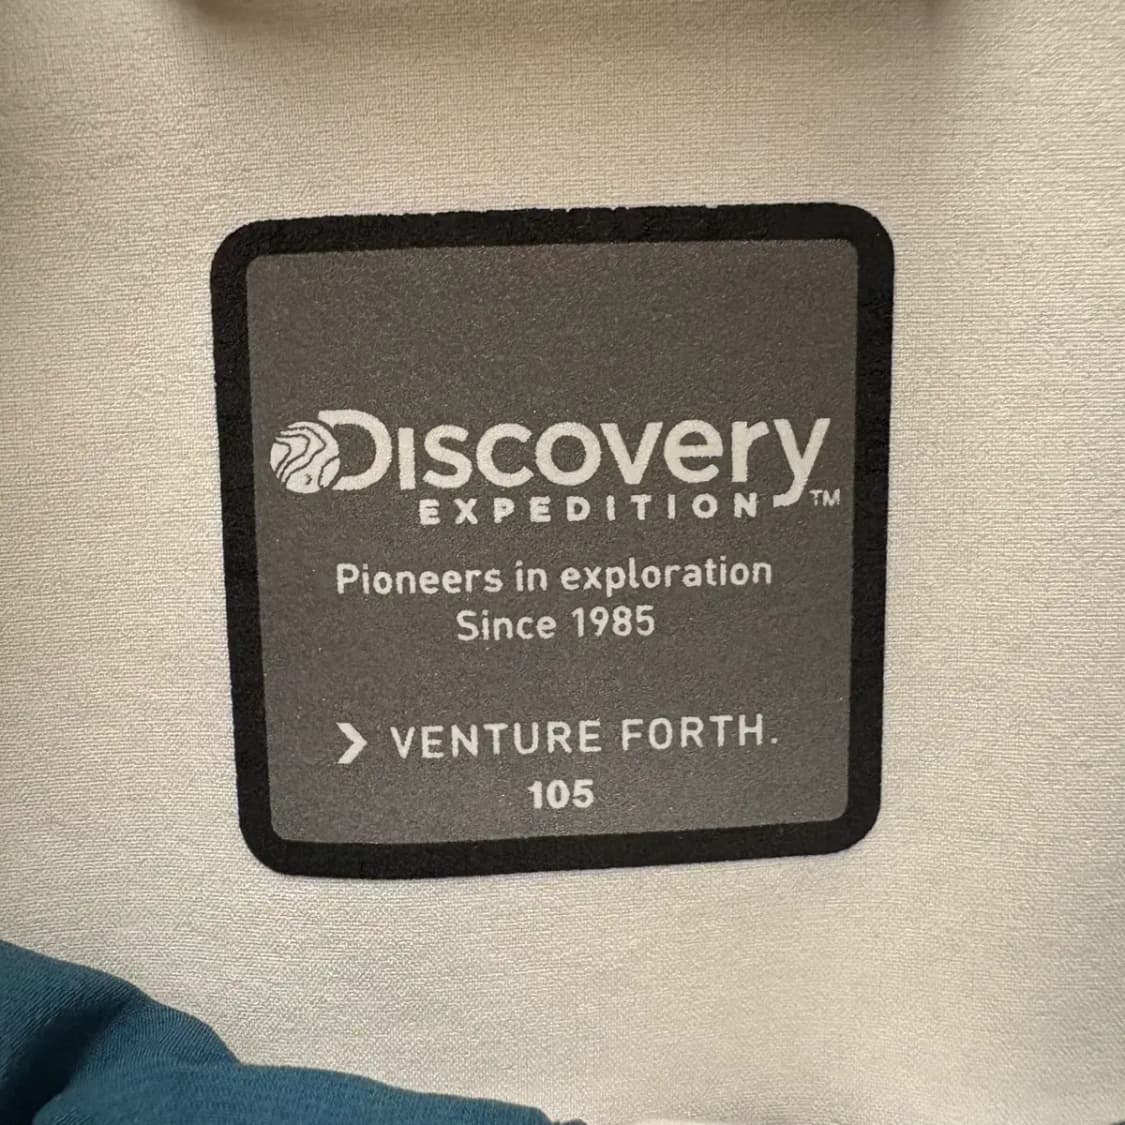 Discovery
EXPEDITION™
Pioneers in exploration
Since 1985
❯ VENTURE FORTH.
105